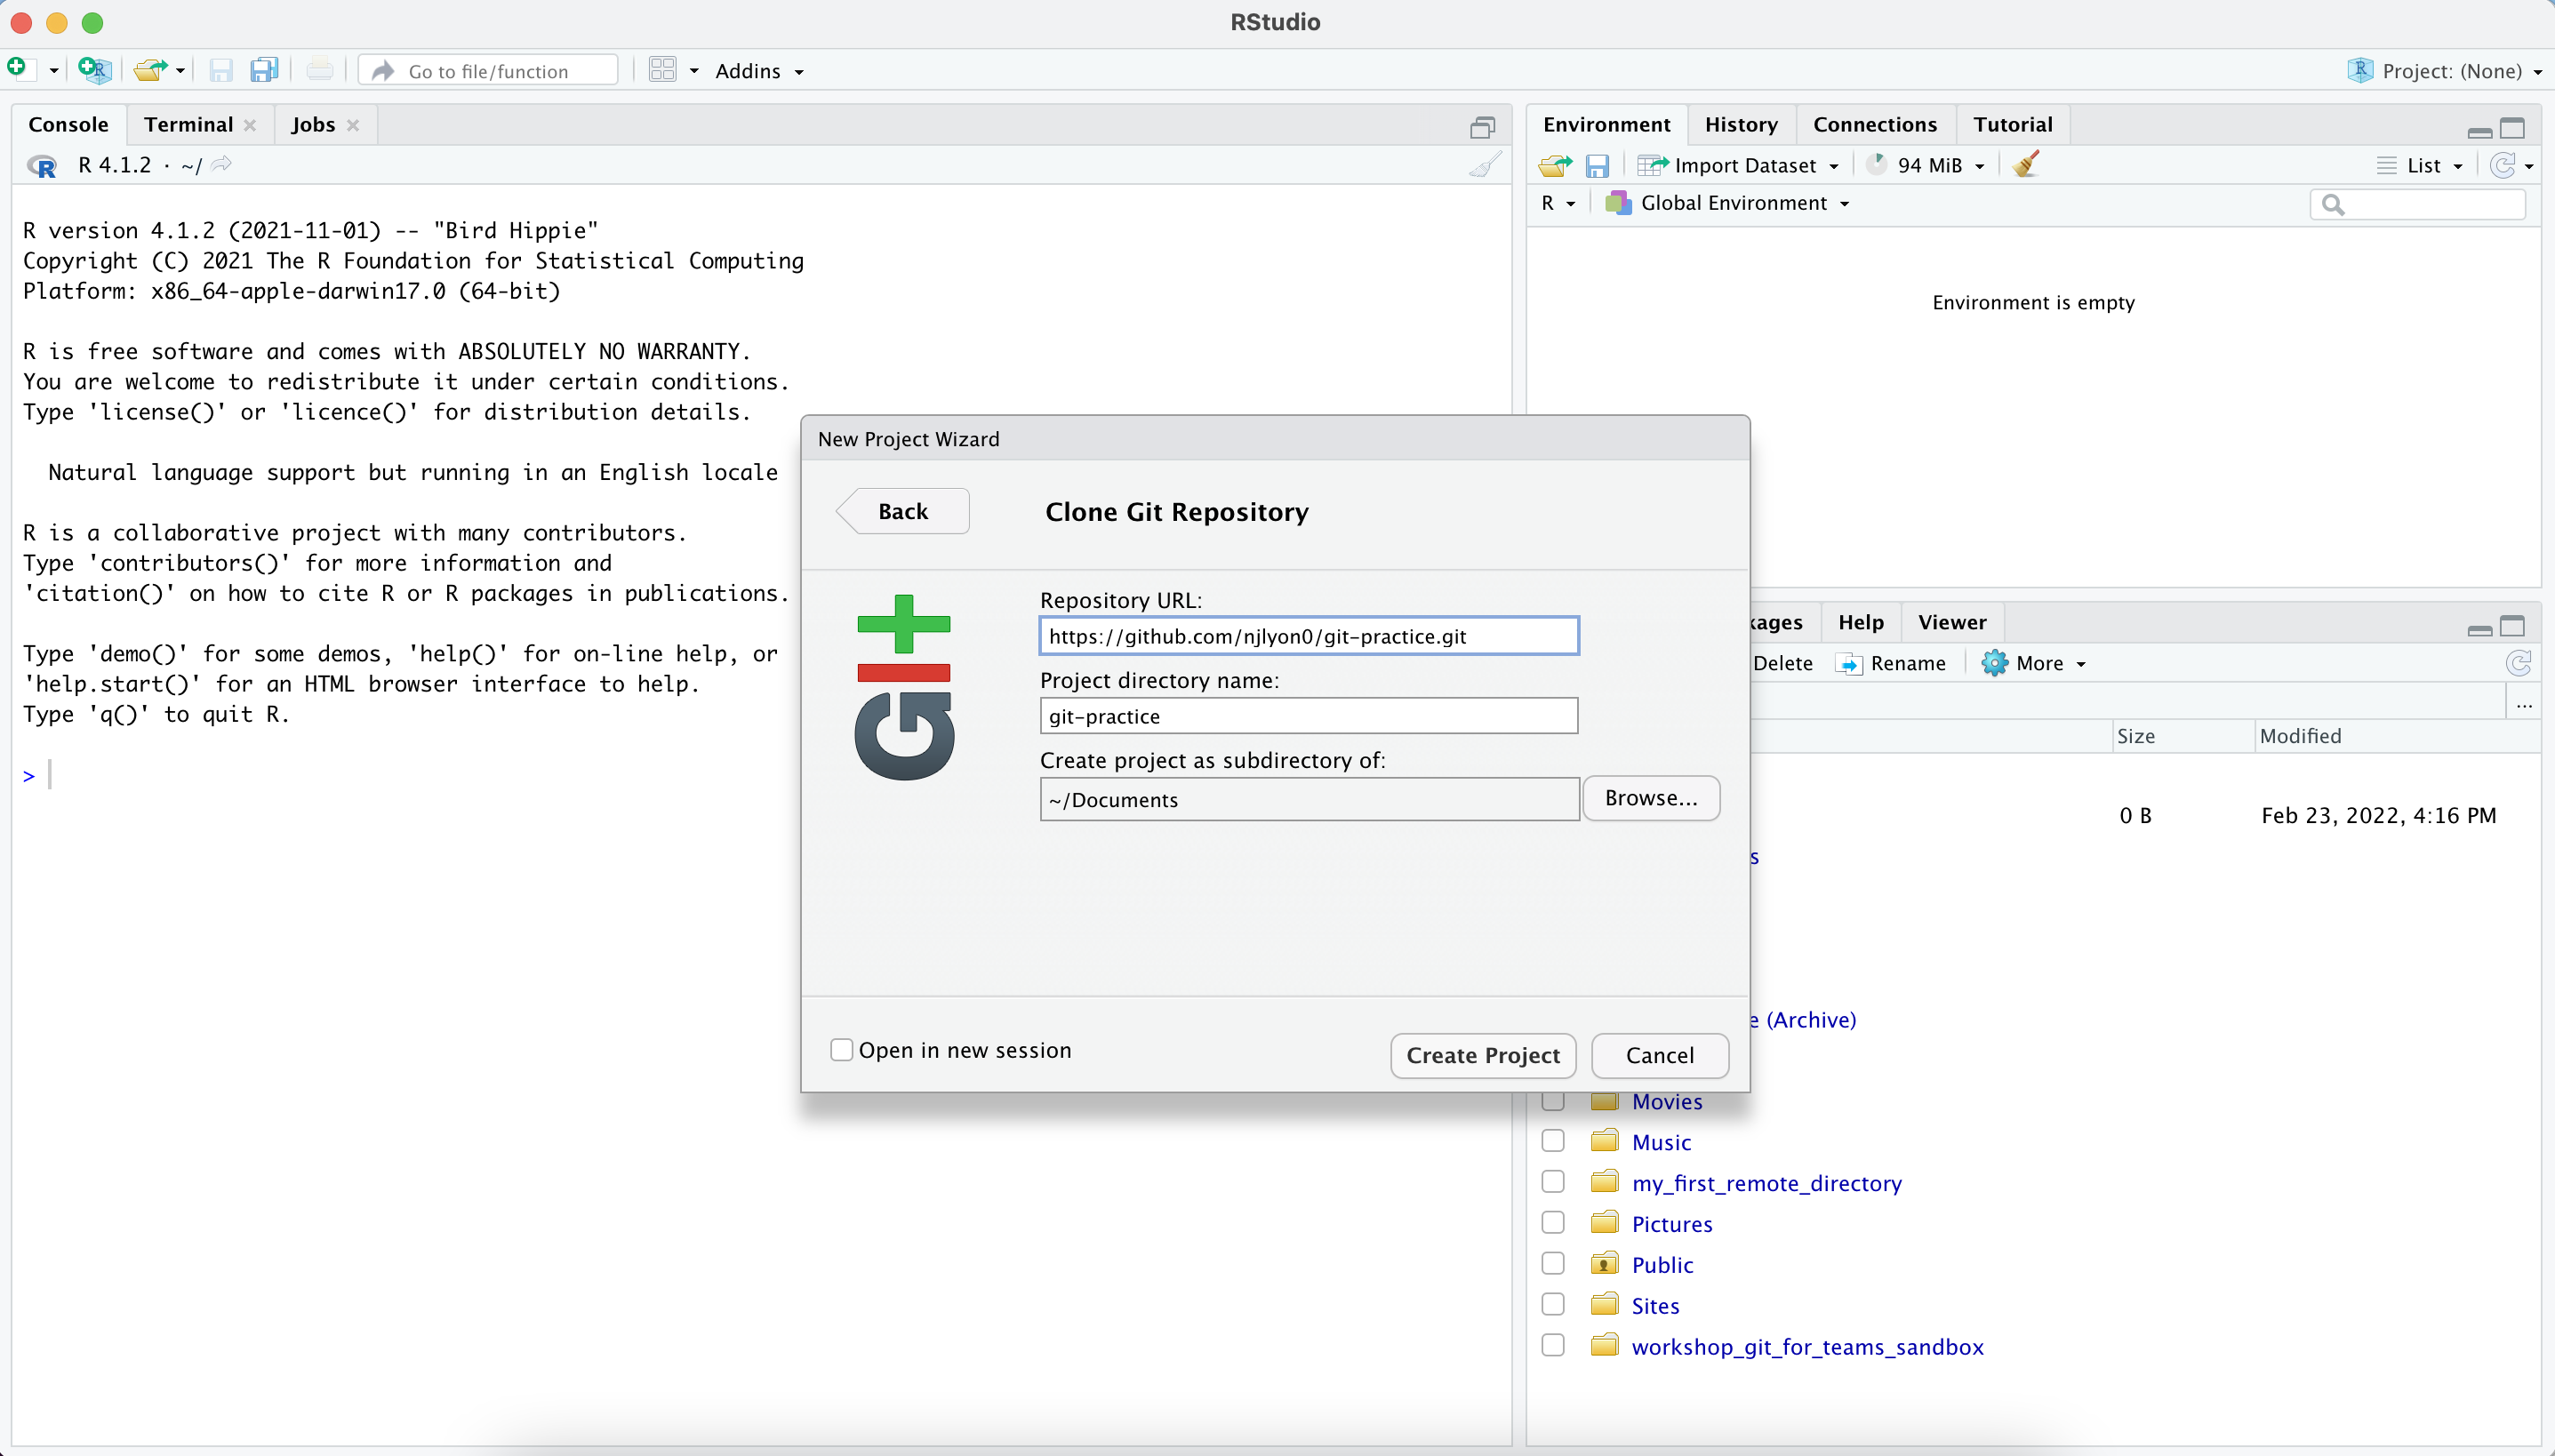 RStudio
Go to file/function
Addins
Project: (None)
Console Terminal Jobs
R 4.1.2 · ~/
R version 4.1.2 (2021-11-01) -- "Bird Hippie"
Copyright (C) 2021 The R Foundation for Statistical Computing
Platform: x86_64-apple-darwin17.0 (64-bit)
R is free software and comes with ABSOLUTELY NO WARRANTY.
You are welcome to redistribute it under certain conditions.
Type 'license()' or 'licence()' for distribution details.
Natural language support but running in an English locale
R is a collaborative project with many contributors.
Type 'contributors()' for more information and
'citation()' on how to cite R or R packages in publications.
Type 'demo()' for some demos, 'help()' for on-line help, or
'help.start()' for an HTML browser interface to help.
Type 'q()' to quit R.
>
Environment History Connections Tutorial
Import Dataset 94 MiB List
R Global Environment
Environment is empty
New Project Wizard
Back
Clone Git Repository
git
Repository URL:
https://github.com/njlyon0/git-practice.git
Project directory name:
git-practice
Create project as subdirectory of:
~/Documents
Browse...
Open in new session
Create Project
Cancel
kages Help Viewer
Delete Rename More
...
Size Modified
0 B Feb 23, 2022, 4:16 PM
s
e (Archive)
Movies
Music
my_first_remote_directory
Pictures
Public
Sites
workshop_git_for_teams_sandbox